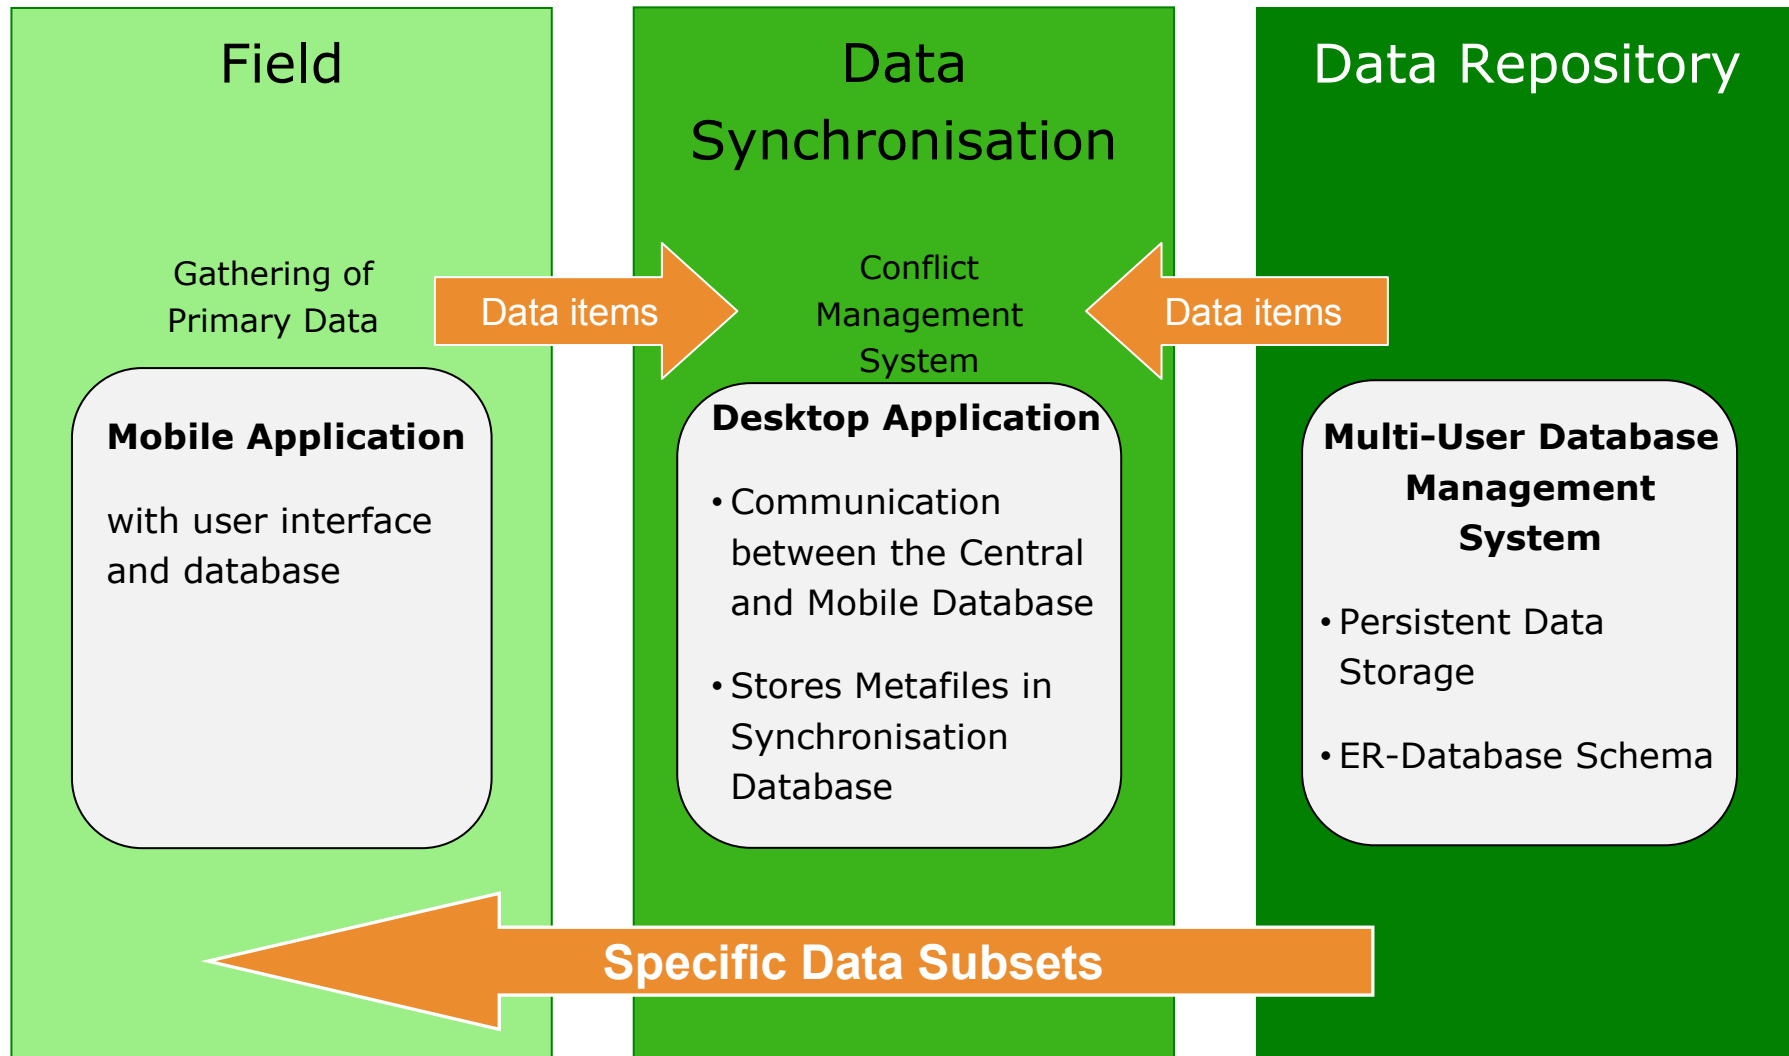 Field
Gathering of
Primary Data
Data items
Mobile Application
with user interface
and database
Data
Synchronisation
Conflict
Management
System
Desktop Application
• Communication
between the Central
and Mobile Database
• Stores Metafiles in
Synchronisation
Database
Data Repository
Data items
Multi-User Database
Management
System
• Persistent Data
Storage
• ER-Database Schema
Specific Data Subsets